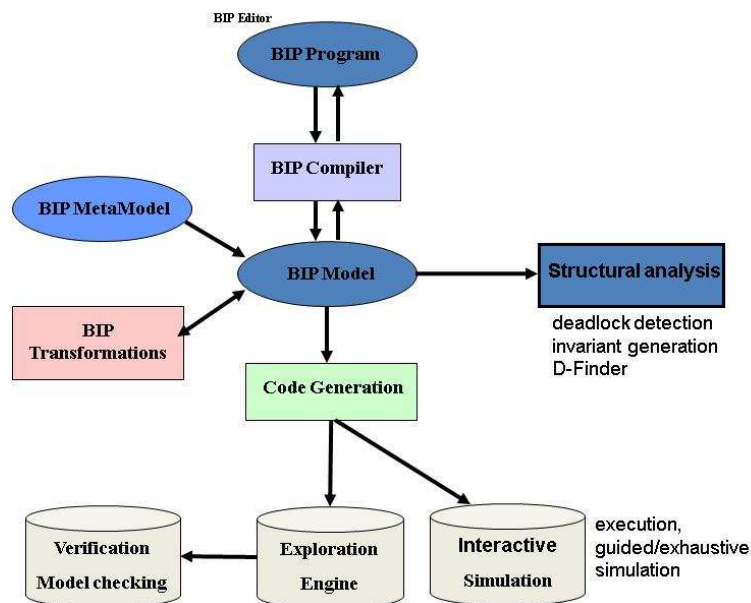 BIP Editor
BIP Program
BIP Compiler
BIP MetaModel
BIP Model
Structural analysis
deadlock detection
invariant generation
D-Finder
BIP
Transformations
Code Generation
Verification
Model checking
Exploration
Engine
Interactive
Simulation
execution,
guided/exhaustive
simulation